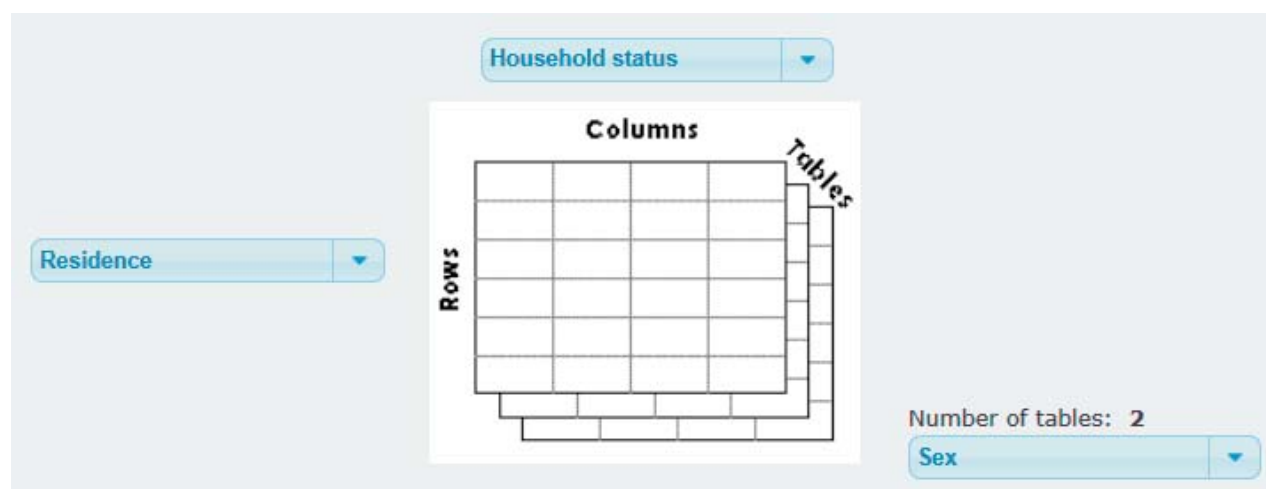 Household status
Columns
Tables
Rows
Residence
Number of tables: 2
Sex